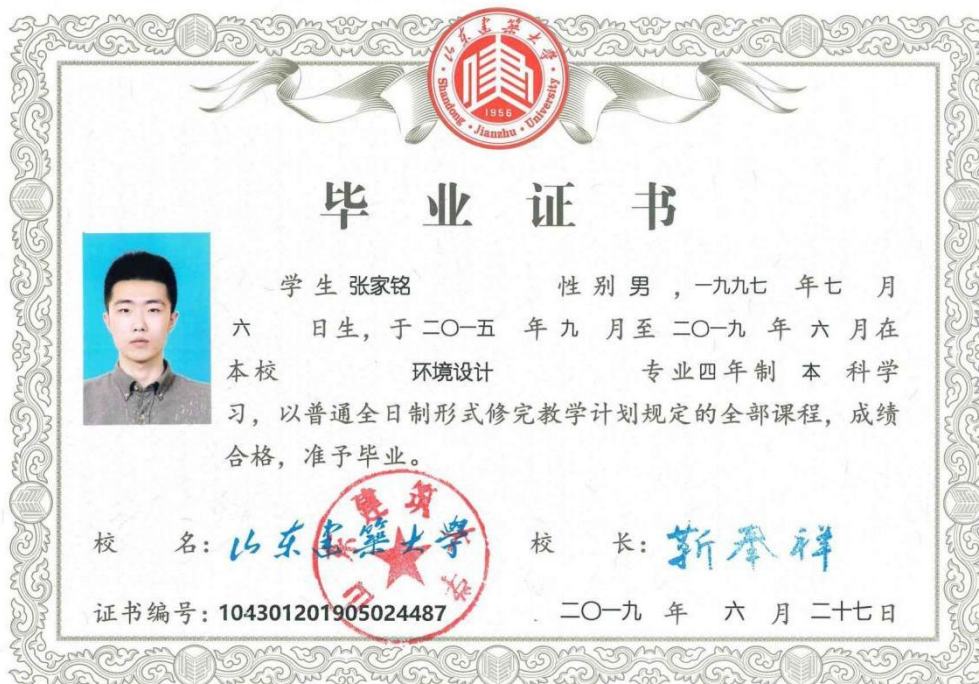 山东建筑大学
Shandong · Jianzhu · University
1956
毕业证书
学生 张家铭 性别 男 ,一九九七 年 七 月
六 日生，于 二〇一五 年 九 月至 二〇一九 年 六 月在
本校 环境设计 专业 四 年制 本 科学
习，以普通全日制形式修完教学计划规定的全部课程，成绩
合格，准予毕业。
山东建筑大学
校 名：山东建筑大学 校 长：靳奉祥
证书编号：104301201905024487 二〇一九 年 六 月 二十七日